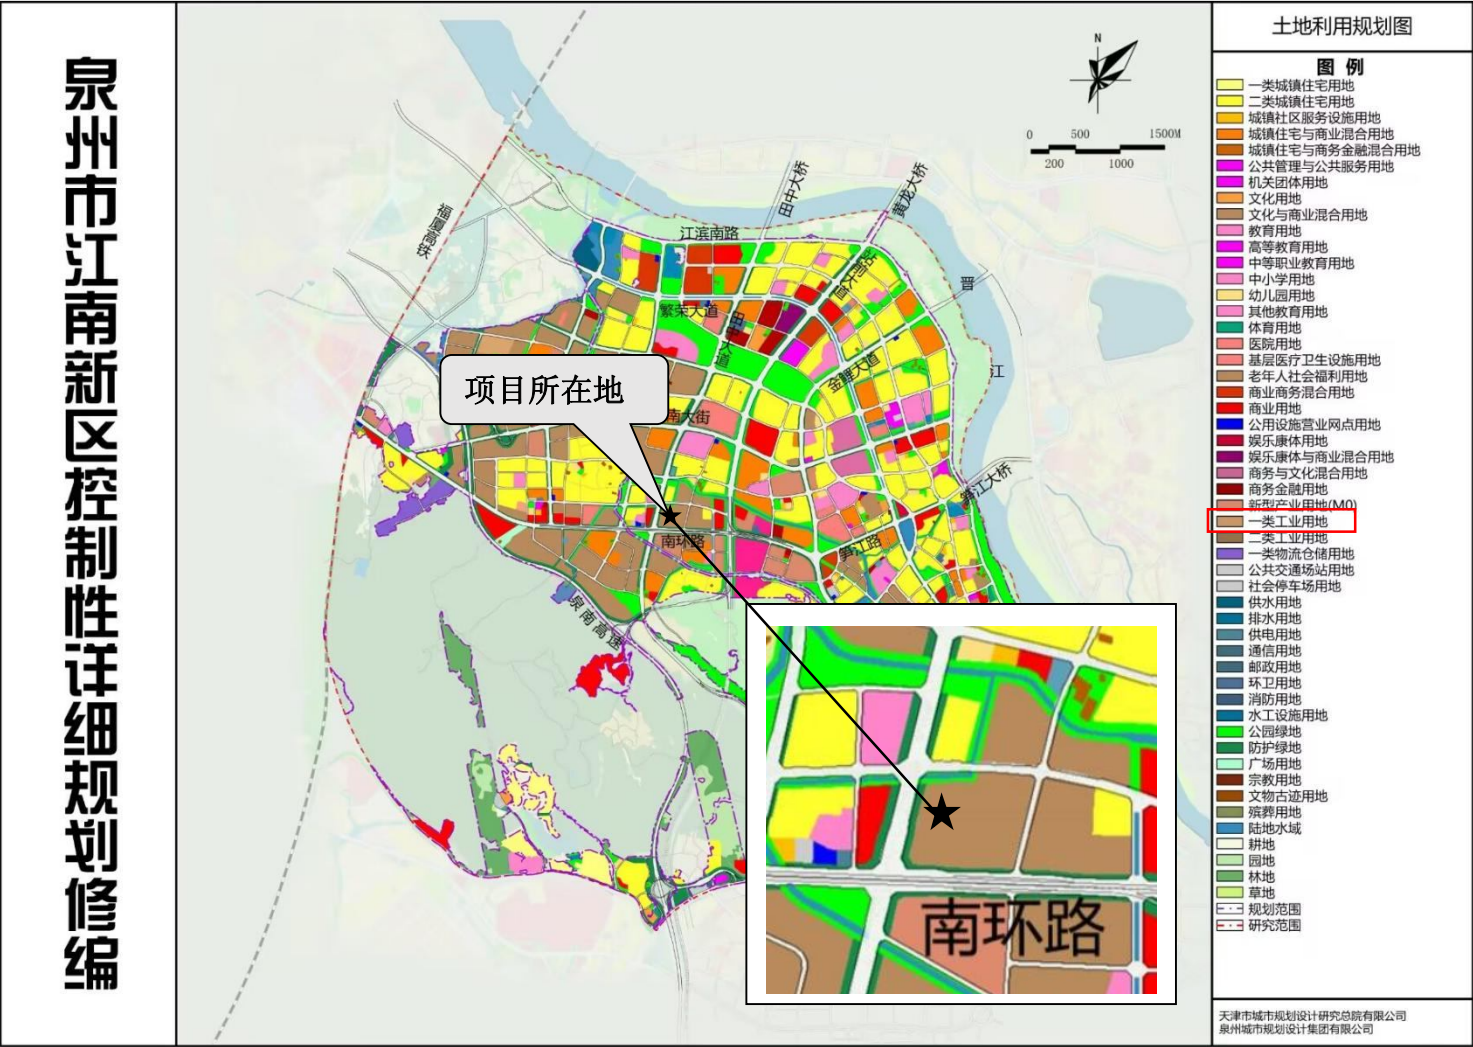 泉州市江南新区控制性详细规划修编
土地利用规划图
N
0 500 1500M
200 1000
福厦高铁
田中大桥
黄龙大桥
江滨南路
站前大道
晋
繁荣大道
田中大道
江
金鲤大道
项目所在地
南大街
笋江大桥
南环路
笋江路
泉南高速
南环路
图 例
一类城镇住宅用地
二类城镇住宅用地
城镇社区服务设施用地
城镇住宅与商业混合用地
城镇住宅与商务金融混合用地
公共管理与公共服务用地
机关团体用地
文化用地
文化与商业混合用地
教育用地
高等教育用地
中等职业教育用地
中小学用地
幼儿园用地
其他教育用地
体育用地
医院用地
基层医疗卫生设施用地
老年人社会福利用地
商业商务混合用地
商业用地
公用设施营业网点用地
娱乐康体用地
娱乐康体与商业混合用地
商务与文化混合用地
商务金融用地
新型产业用地(M0)
一类工业用地
二类工业用地
一类物流仓储用地
公共交通场站用地
社会停车场用地
供水用地
排水用地
供电用地
通信用地
邮政用地
环卫用地
消防用地
水工设施用地
公园绿地
防护绿地
广场用地
宗教用地
文物古迹用地
殡葬用地
陆地水域
耕地
园地
林地
草地
规划范围
研究范围
天津市城市规划设计研究总院有限公司
泉州城市规划设计集团有限公司